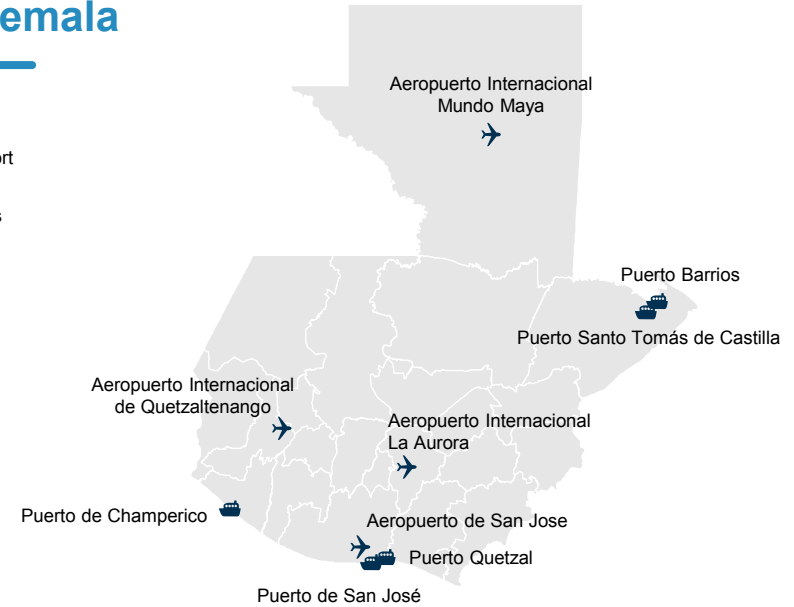 emala
rt
s
Aeropuerto Internacional
Mundo Maya
Puerto Barrios
Puerto Santo Tomás de Castilla
Aeropuerto Internacional
de Quetzaltenango
Aeropuerto Internacional
La Aurora
Puerto de Champerico
Aeropuerto de San Jose
Puerto Quetzal
Puerto de San José